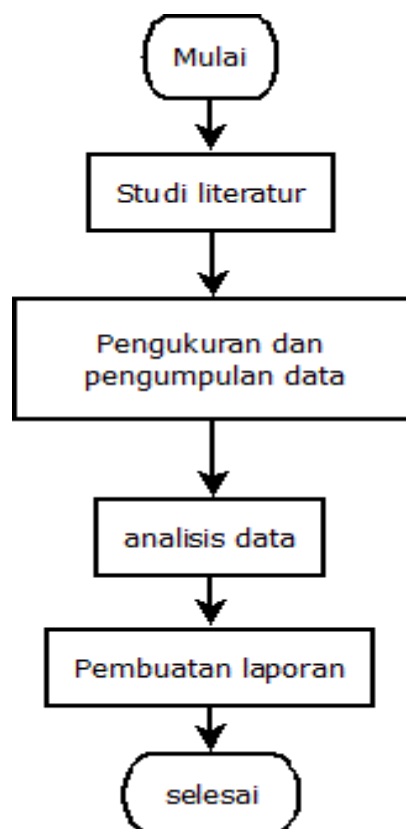 Mulai
Studi literatur
Pengukuran dan
pengumpulan data
analisis data
Pembuatan laporan
selesai